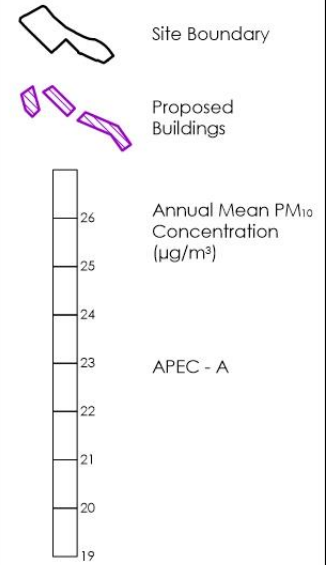 Site Boundary
Proposed
Buildings
Annual Mean PM₁₀
Concentration
(µg/m³)
26
25
24
23
APEC - A
22
21
20
19